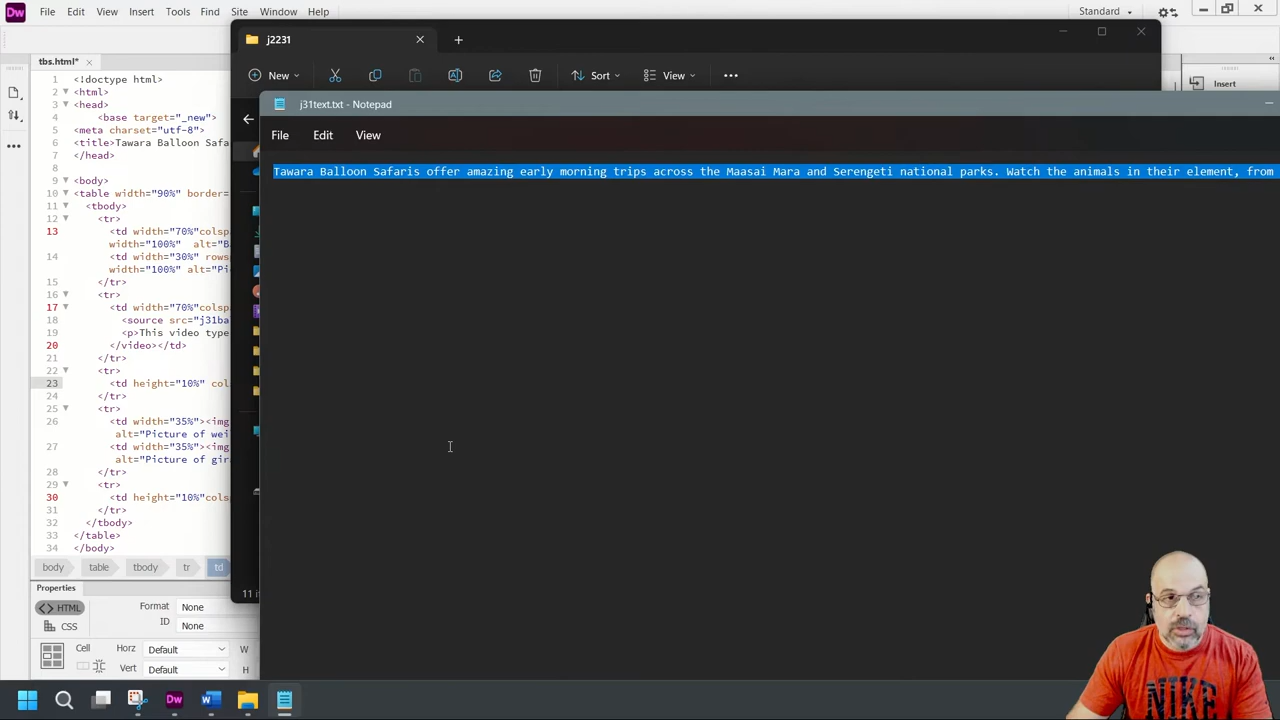 Dw File Edit View Insert Tools Find Site Window Help Standard
j2231
tbs.html*
New Sort View Insert
j31text.txt - Notepad
File Edit View
Tawara Balloon Safaris offer amazing early morning trips across the Maasai Mara and Serengeti national parks. Watch the animals in their element, from
1 <!doctype html>
2 <html>
3 <head>
4 <base target="_new">
5 <meta charset="utf-8">
6 <title>Tawara Balloon Safa
7 </head>
8
9 <body>
10 <table width="90%" border=
11 <tbody>
12 <tr>
13 <td width="70%"colsp
width="100%" alt="B
14 <td width="30%" rows
width="100%" alt="Pi
15 </tr>
16 <tr>
17 <td width="70%"colsp
18 <source src="j31ba
19 <p>This video type
20 </video></td>
21 </tr>
22 <tr>
23 <td height="10%" col
24 </tr>
25 <tr>
26 <td width="35%"><img
alt="Picture of wei
27 <td width="35%"><img
alt="Picture of gir
28 </tr>
29 <tr>
30 <td height="10%"cols
31 </tr>
32 </tbody>
33 </table>
34 </body>
body table tbody tr td
11 it
Properties
<> HTML Format None
CSS ID None
Cell Horz Default W
Vert Default H
Dw W
NIKE